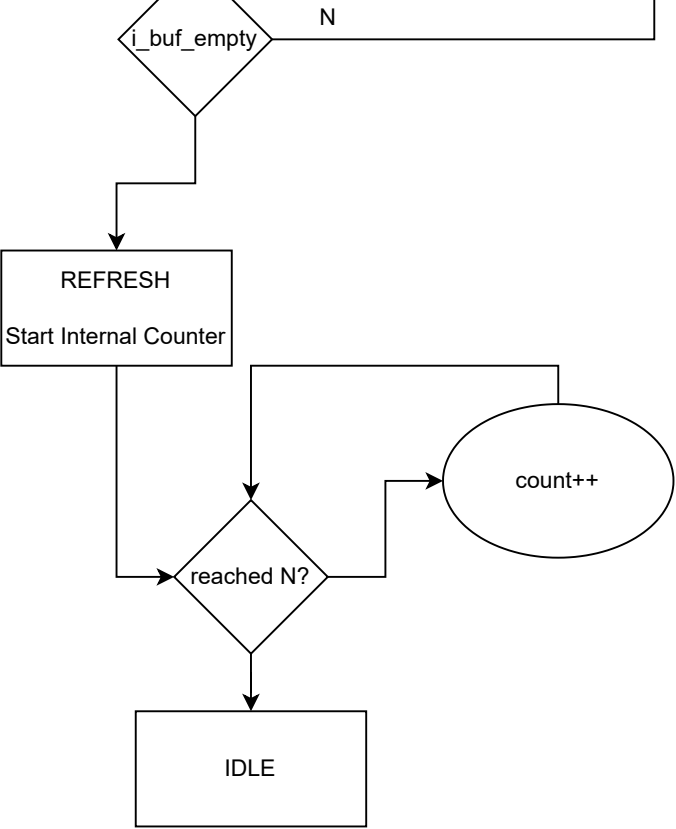 N
i_buf_empty
REFRESH
Start Internal Counter
count++
reached N?
IDLE